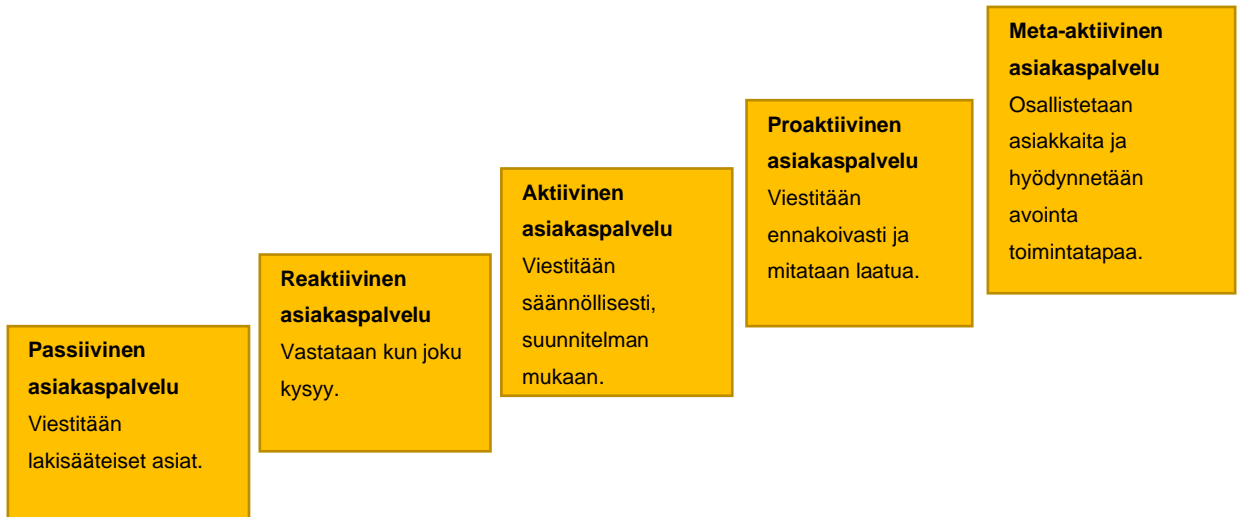 Meta-aktiivinen
asiakaspalvelu
Osallistetaan
asiakkaita ja
hyödynnetään
avointa
toimintatapaa.
Proaktiivinen
asiakaspalvelu
Viestitään
ennakoivasti ja
mitataan laatua.
Aktiivinen
asiakaspalvelu
Viestitään
säännöllisesti,
suunnitelman
mukaan.
Reaktiivinen
asiakaspalvelu
Vastataan kun joku
kysyy.
Passiivinen
asiakaspalvelu
Viestitään
lakisääteiset asiat.